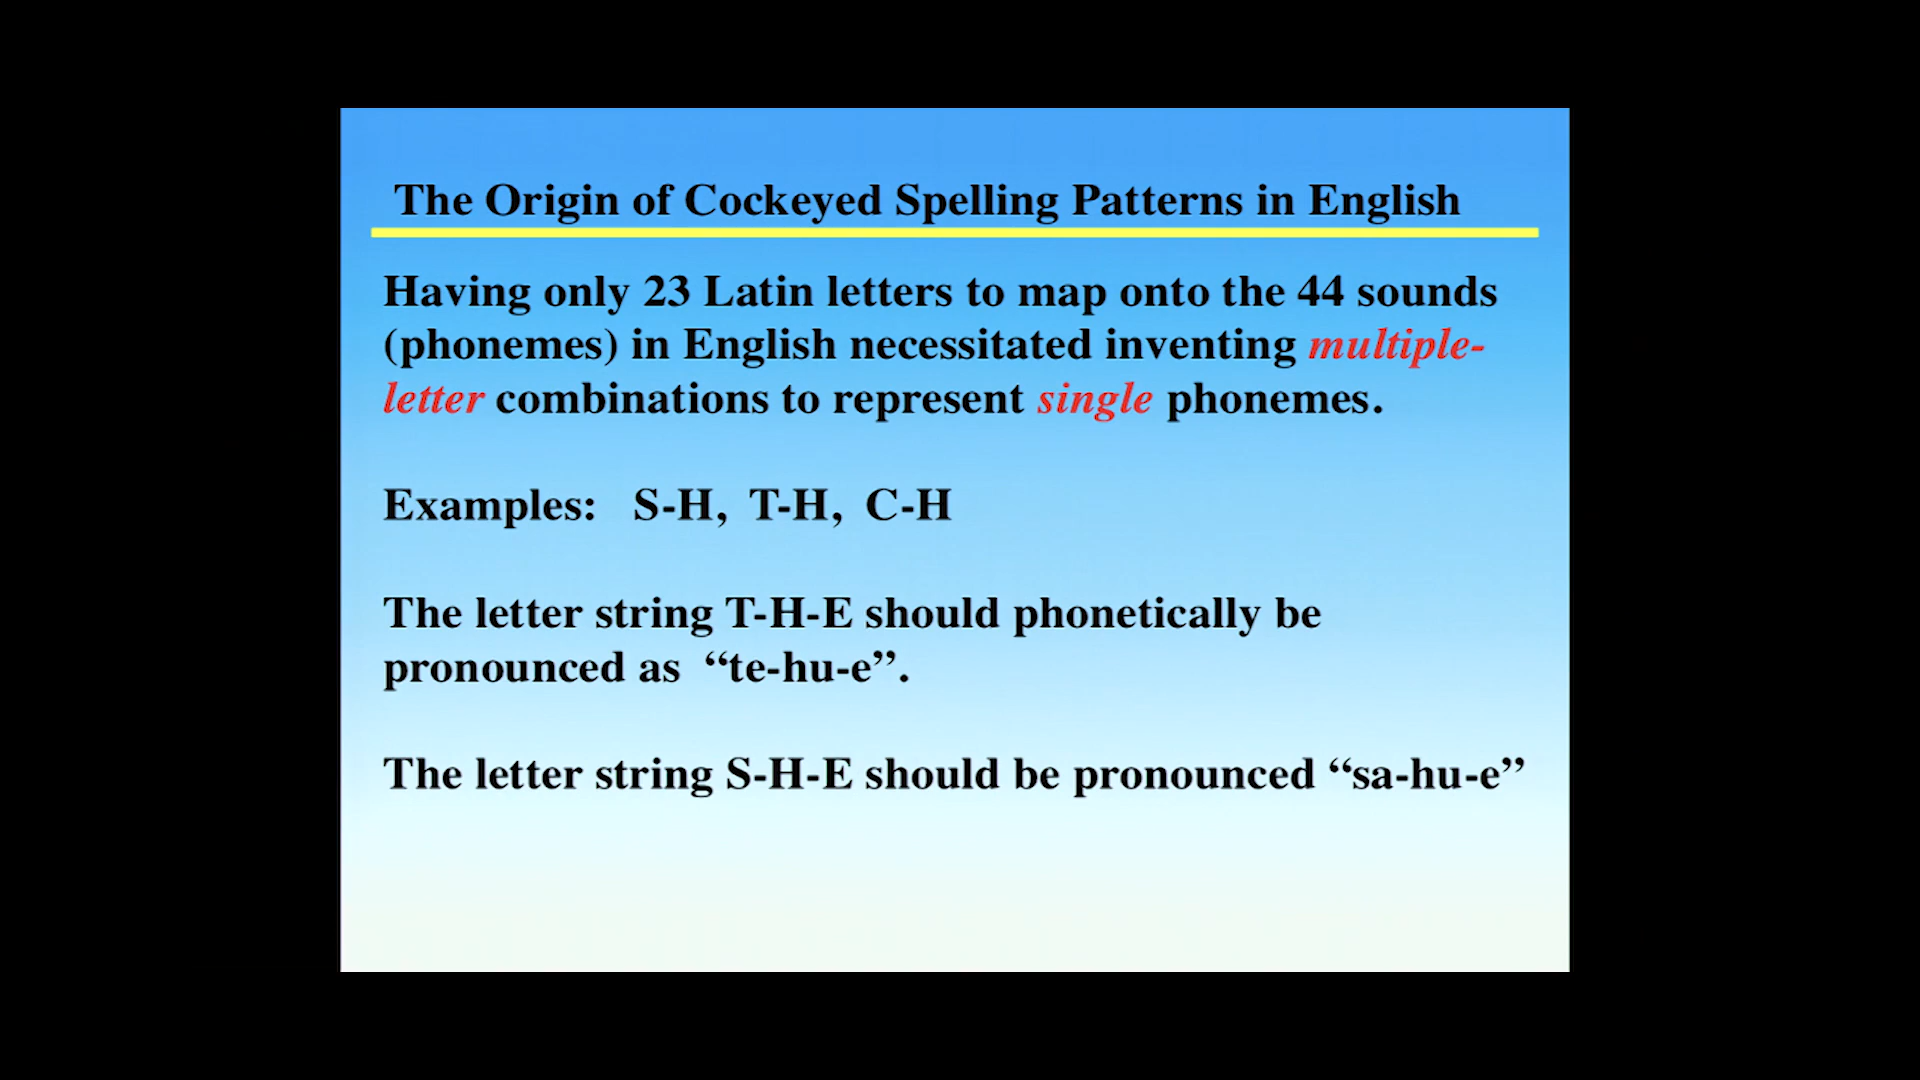 The Origin of Cockeyed Spelling Patterns in English
Having only 23 Latin letters to map onto the 44 sounds
(phonemes) in English necessitated inventing multiple-
letter combinations to represent single phonemes.
Examples: S-H, T-H, C-H
The letter string T-H-E should phonetically be
pronounced as “te-hu-e”.
The letter string S-H-E should be pronounced “sa-hu-e”